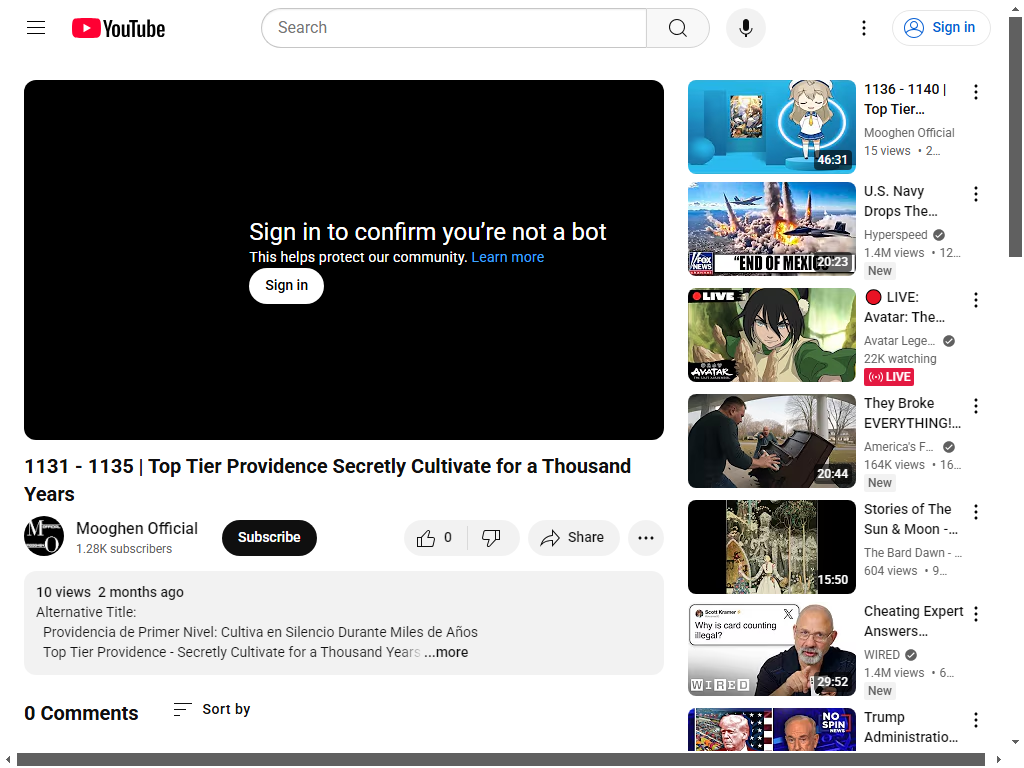 YouTube
Search
Sign in
Sign in to confirm you’re not a bot
This helps protect our community. Learn more
Sign in
1131 - 1135 | Top Tier Providence Secretly Cultivate for a Thousand
Years
Mooghen Official
1.28K subscribers
Subscribe
0
Share
10 views 2 months ago
Alternative Title:
Providencia de Primer Nivel: Cultiva en Silencio Durante Miles de Años
Top Tier Providence - Secretly Cultivate for a Thousand Years ...more
0 Comments
Sort by
46:31
1136 - 1140 |
Top Tier…
Mooghen Official
15 views • 2…
FOX
NEWS
"END OF MEXICO
20:23
U.S. Navy
Drops The…
Hyperspeed
1.4M views • 12…
New
LIVE
AVATAR
LIVE:
Avatar: The…
Avatar Lege…
22K watching
LIVE
20:44
They Broke
EVERYTHING!…
America's F…
164K views • 16…
New
15:50
Stories of The
Sun & Moon -…
The Bard Dawn - …
604 views • 9…
Scott Kramer
X
Why is card counting
illegal?
WIRED
29:52
Cheating Expert
Answers…
WIRED
1.4M views • 6…
New
NO
SPIN
NEWS
Trump
Administratio…